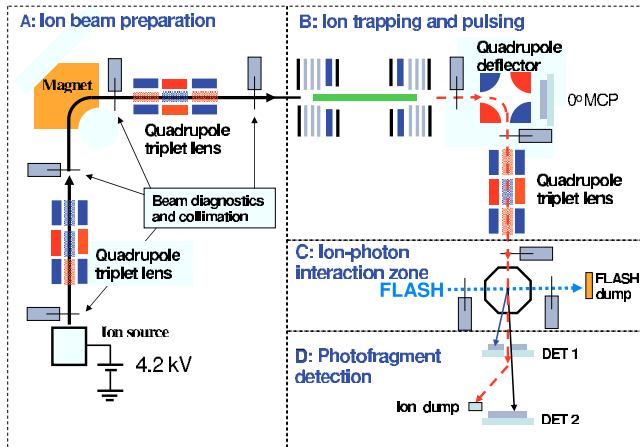 A: Ion beam preparation
Magnet
Quadrupole
triplet lens
Beam diagnostics
and collimation
Quadrupole
triplet lens
Ion source
4.2 kV
B: Ion trapping and pulsing
Quadrupole
deflector
0º MCP
Quadrupole
triplet lens
C: Ion-photon
interaction zone
FLASH
FLASH
dump
D: Photofragment
detection
DET 1
Ion dump
DET 2